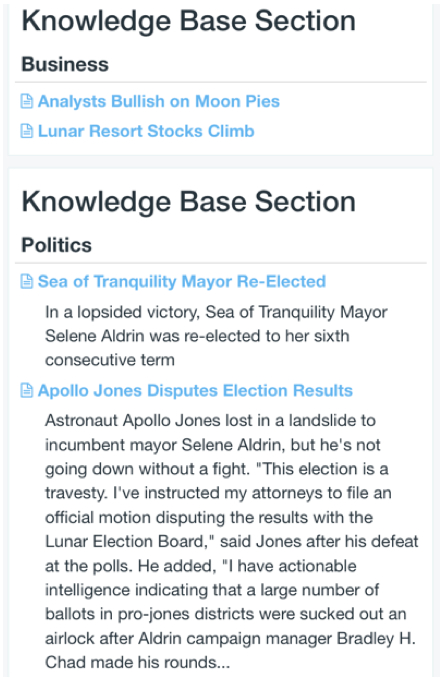 Knowledge Base Section
Business
Analysts Bullish on Moon Pies
Lunar Resort Stocks Climb
Knowledge Base Section
Politics
Sea of Tranquility Mayor Re-Elected
In a lopsided victory, Sea of Tranquility Mayor
Selene Aldrin was re-elected to her sixth
consecutive term
Apollo Jones Disputes Election Results
Astronaut Apollo Jones lost in a landslide to
incumbent mayor Selene Aldrin, but he's not
going down without a fight. "This election is a
travesty. I've instructed my attorneys to file an
official motion disputing the results with the
Lunar Election Board," said Jones after his defeat
at the polls. He added, "I have actionable
intelligence indicating that a large number of
ballots in pro-jones districts were sucked out an
airlock after Aldrin campaign manager Bradley H.
Chad made his rounds...